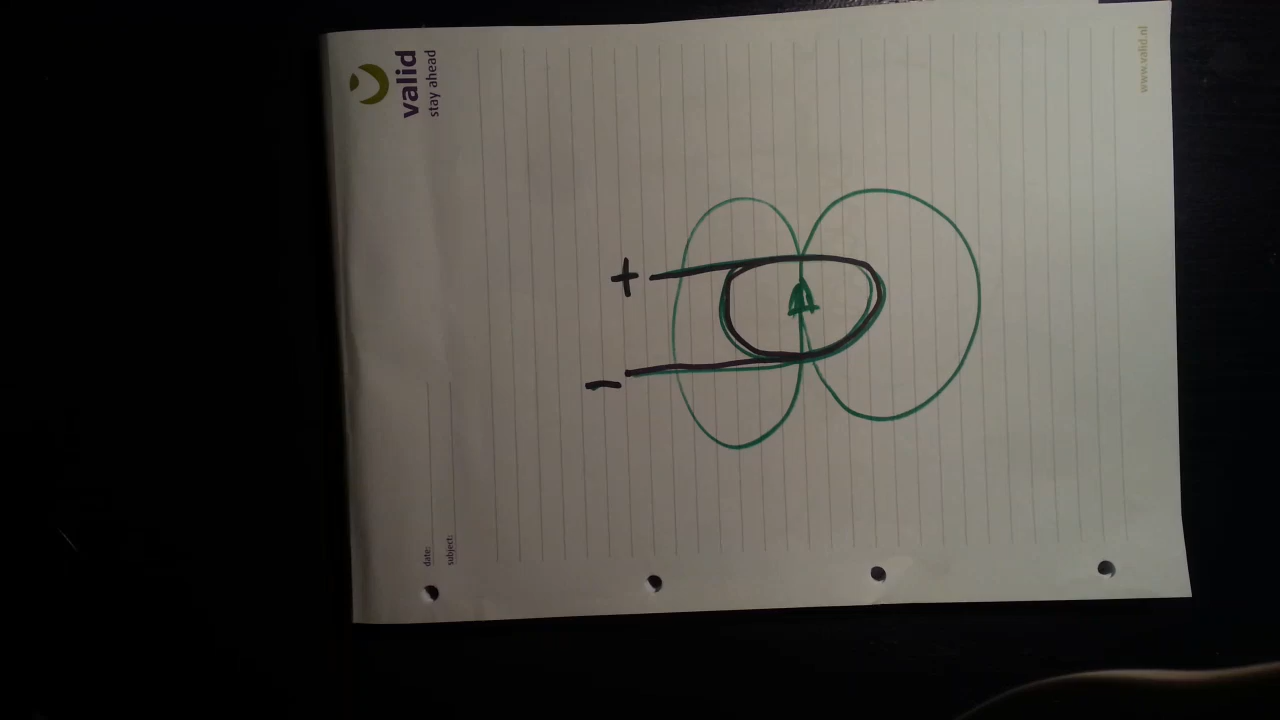 valid
stay ahead
www.valid.nl
date:
subject:
+
-